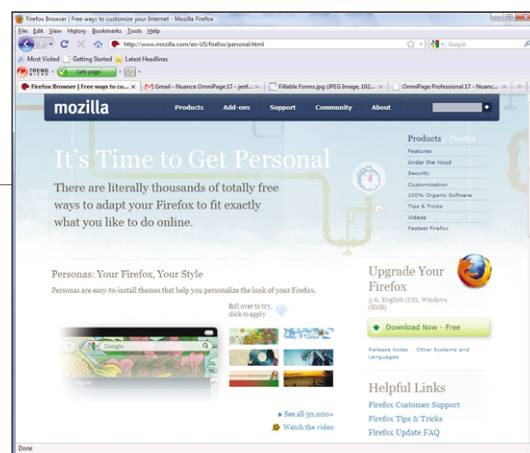 Firefox Browser | Free ways to customize your Internet - Mozilla Firefox
File Edit View History Bookmarks Tools Help
http://www.mozilla.com/en-US/firefox/personal.html
Google
Most Visited Getting Started Latest Headlines
TREND MICRO Safe page
Firefox Browser | Free ways to cu... Gmail - Nuance OmniPage 17 - Fillable Forms.jpg (JPEG Image, 102... OmniPage Professional 17 - Nuanc...
mozilla Products Add-ons Support Community About
Products Firefox
Features
Under the Hood
Security
Customization
100% Organic Software
Tips & Tricks
Videos
Fastest Firefox
It's Time to Get Personal
There are literally thousands of totally free
ways to adapt your Firefox to fit exactly
what you like to do online.
Personas: Your Firefox, Your Style
Personas are easy-to-install themes that help you personalize the look of your Firefox.
Roll over to try,
click to apply
Google
Sign in
See all 30,000+
Watch the video
Upgrade Your
Firefox
3.6, English (US), Windows
Download Now - Free
Release Notes Other Systems and
Languages
Helpful Links
Firefox Customer Support
Firefox Tips & Tricks
Firefox Update FAQ
Done